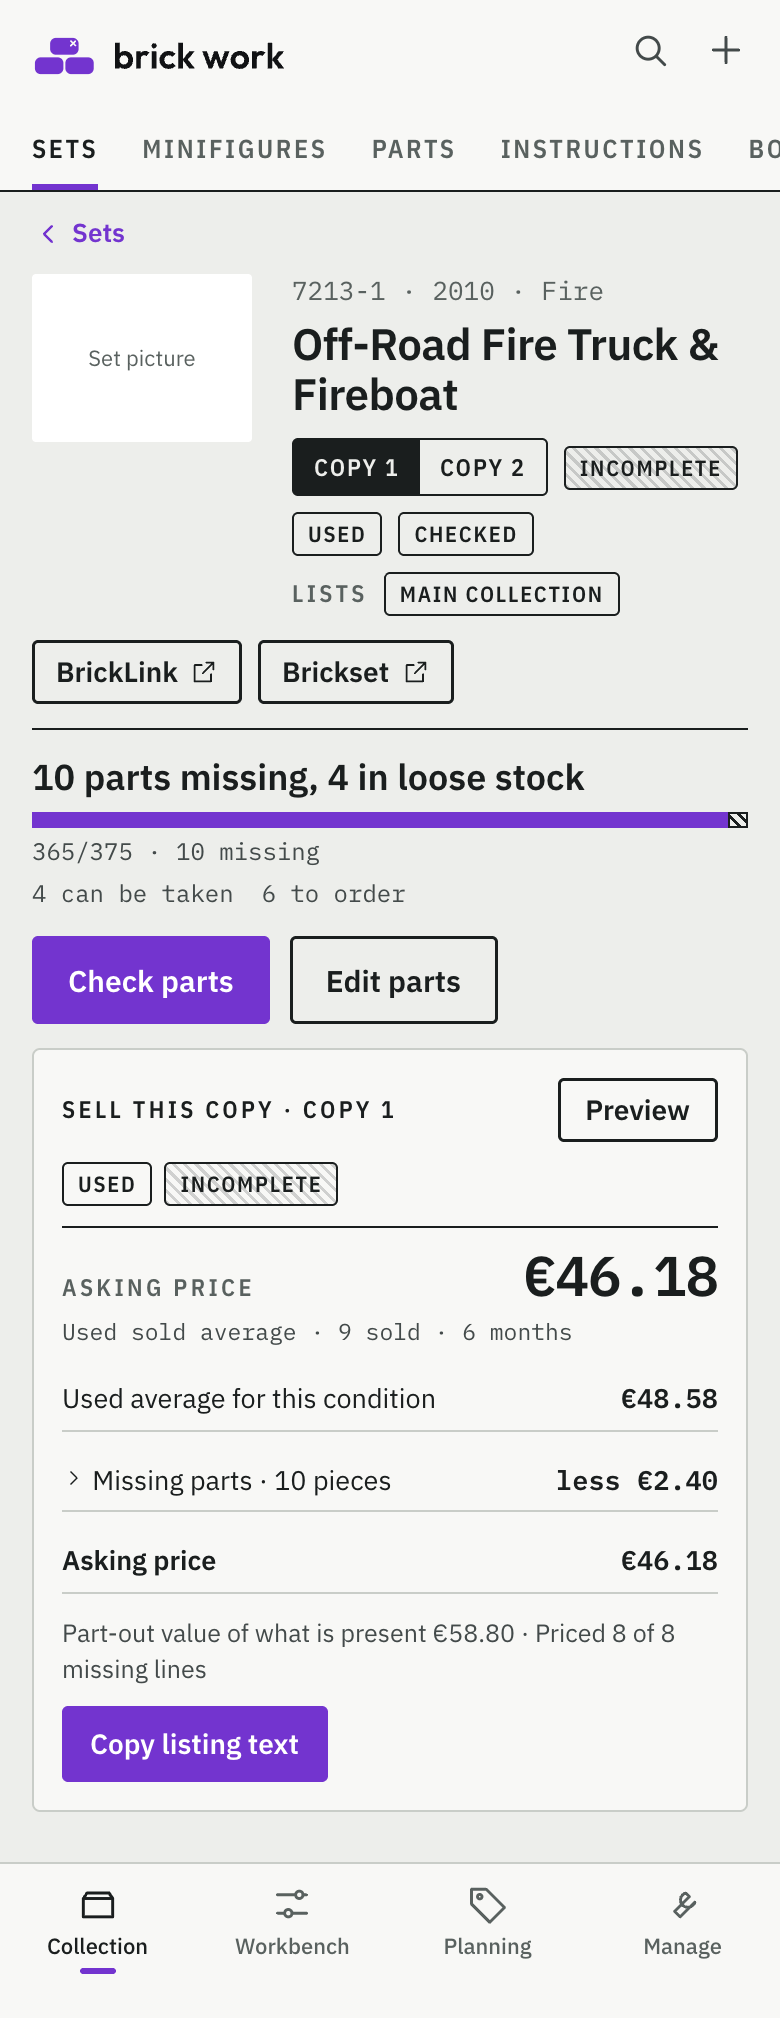 brick work
SETS MINIFIGURES PARTS INSTRUCTIONS BO
Sets
Set picture
7213-1 · 2010 · Fire
Off-Road Fire Truck &
Fireboat
COPY 1 COPY 2 INCOMPLETE
USED CHECKED
LISTS MAIN COLLECTION
BrickLink Brickset
10 parts missing, 4 in loose stock
365/375 · 10 missing
4 can be taken 6 to order
Check parts Edit parts
SELL THIS COPY · COPY 1 Preview
USED INCOMPLETE
ASKING PRICE €46.18
Used sold average · 9 sold · 6 months
Used average for this condition €48.58
Missing parts · 10 pieces less €2.40
Asking price €46.18
Part-out value of what is present €58.80 · Priced 8 of 8
missing lines
Copy listing text
Collection Workbench Planning Manage